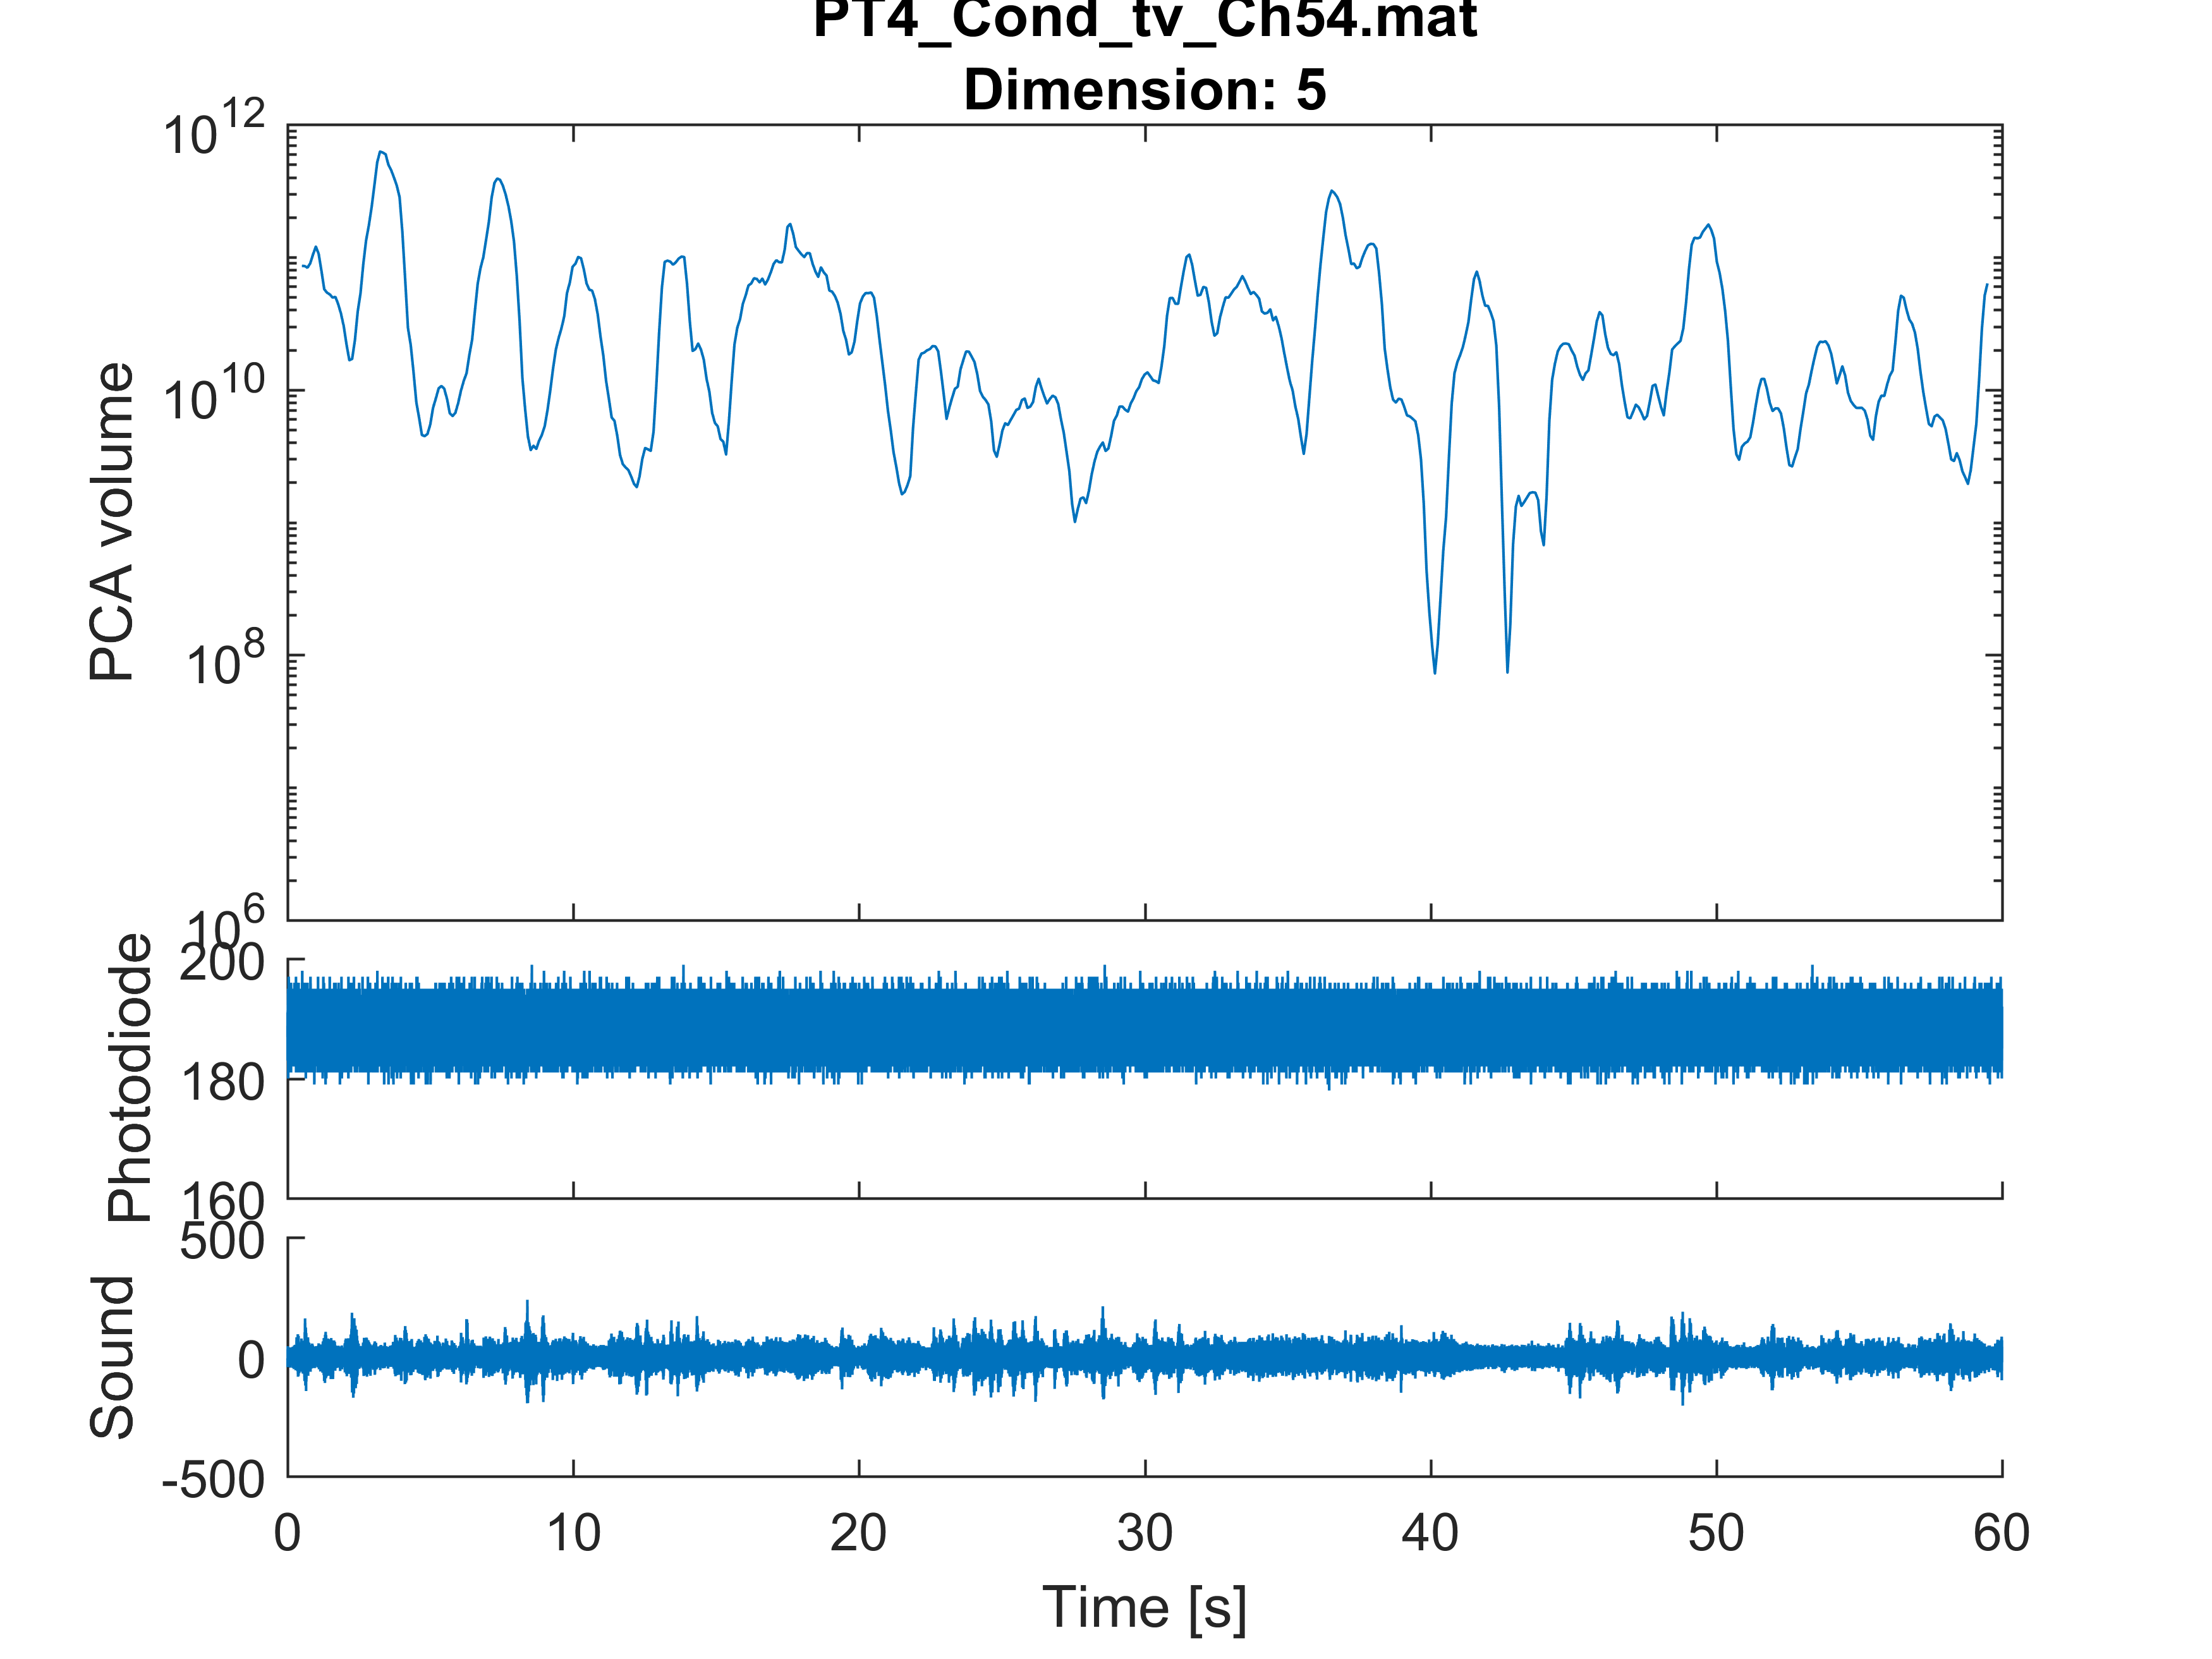 PT4_Cond_tv_Ch54.mat
Dimension: 5
PCA volume
10^12
10^10
10^8
10^6
Photodiode
200
180
160
Sound
500
0
-500
0 10 20 30 40 50 60
Time [s]